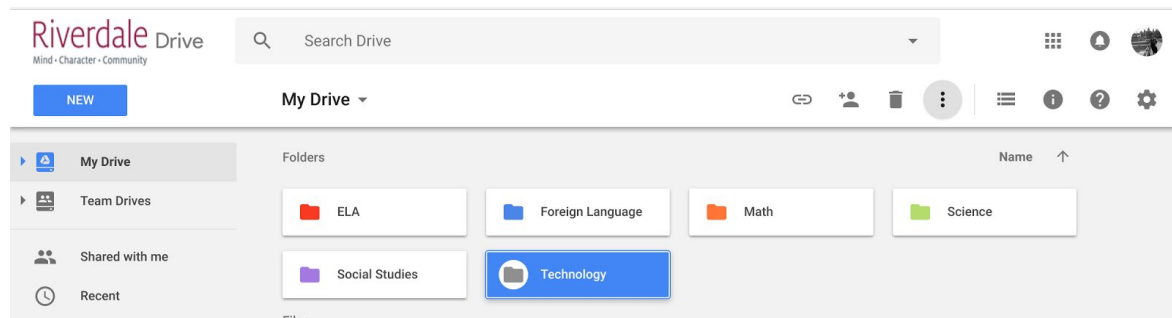 Riverdale Drive
Mind • Character • Community
Search Drive
NEW
My Drive
My Drive
Folders
Name
Team Drives
ELA
Foreign Language
Math
Science
Shared with me
Social Studies
Technology
Recent